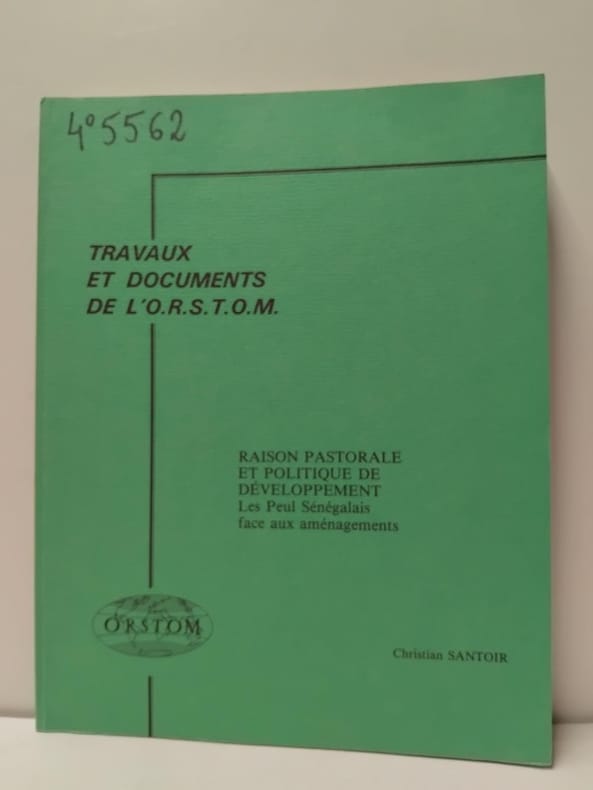 4° 5562
TRAVAUX
ET DOCUMENTS
DE L'O.R.S.T.O.M.
RAISON PASTORALE
ET POLITIQUE DE
DÉVELOPPEMENT
Les Peul Sénégalais
face aux aménagements
ORSTOM
Christian SANTOIR